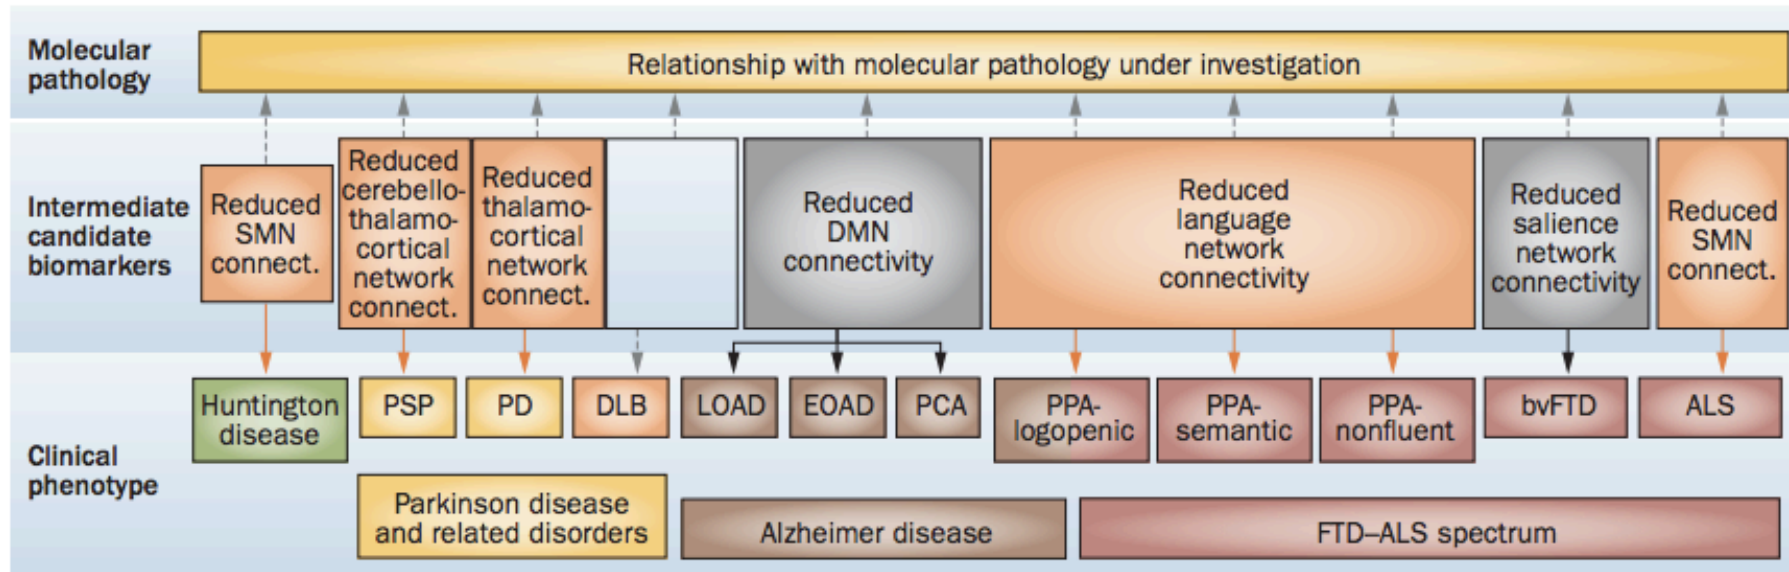 Molecular
pathology
Relationship with molecular pathology under investigation
Intermediate
candidate
biomarkers
Reduced
SMN
connect.
Reduced
cerebello-
thalamo-
cortical
network
connect.
Reduced
thalamo-
cortical
network
connect.
Reduced
DMN
connectivity
Reduced
language
network
connectivity
Reduced
salience
network
connectivity
Reduced
SMN
connect.
Clinical
phenotype
Huntington
disease
PSP
PD
DLB
LOAD
EOAD
PCA
PPA-
logopenic
PPA-
semantic
PPA-
nonfluent
bvFTD
ALS
Parkinson disease
and related disorders
Alzheimer disease
FTD–ALS spectrum